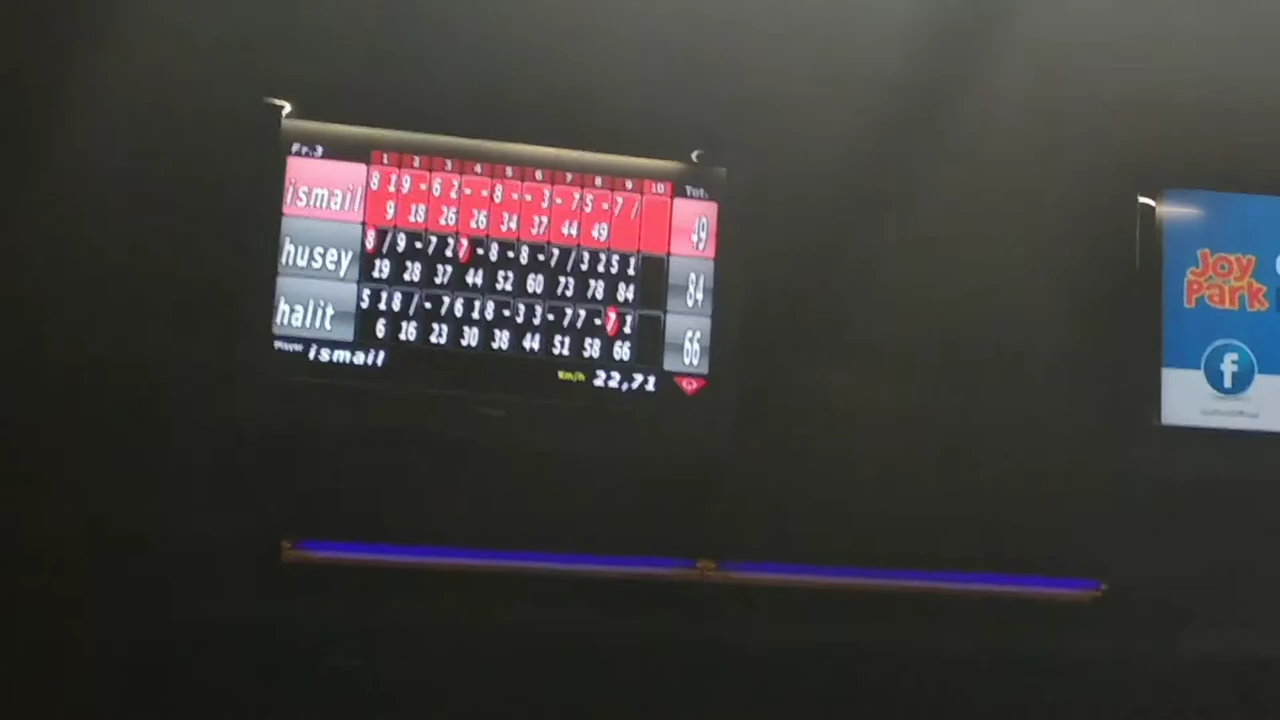 Fr.3
1 2 3 4 5 6 7 8 9 10 Tot.
ismail 8 1 9 - 6 2 - - 8 - - 3 - 7 5 - 7 /
9 18 26 26 34 37 44 49 49
husey 8 / 9 - 7 2 7 - 8 - 8 - 7 / 3 2 5 1
19 28 37 44 52 60 73 78 84 84
halit 5 1 8 / - 7 6 1 8 - 3 3 - 7 7 - 7 1
6 16 23 30 38 44 51 58 66 66
Player ismail
Km/h 22,71
Joy
Park
f